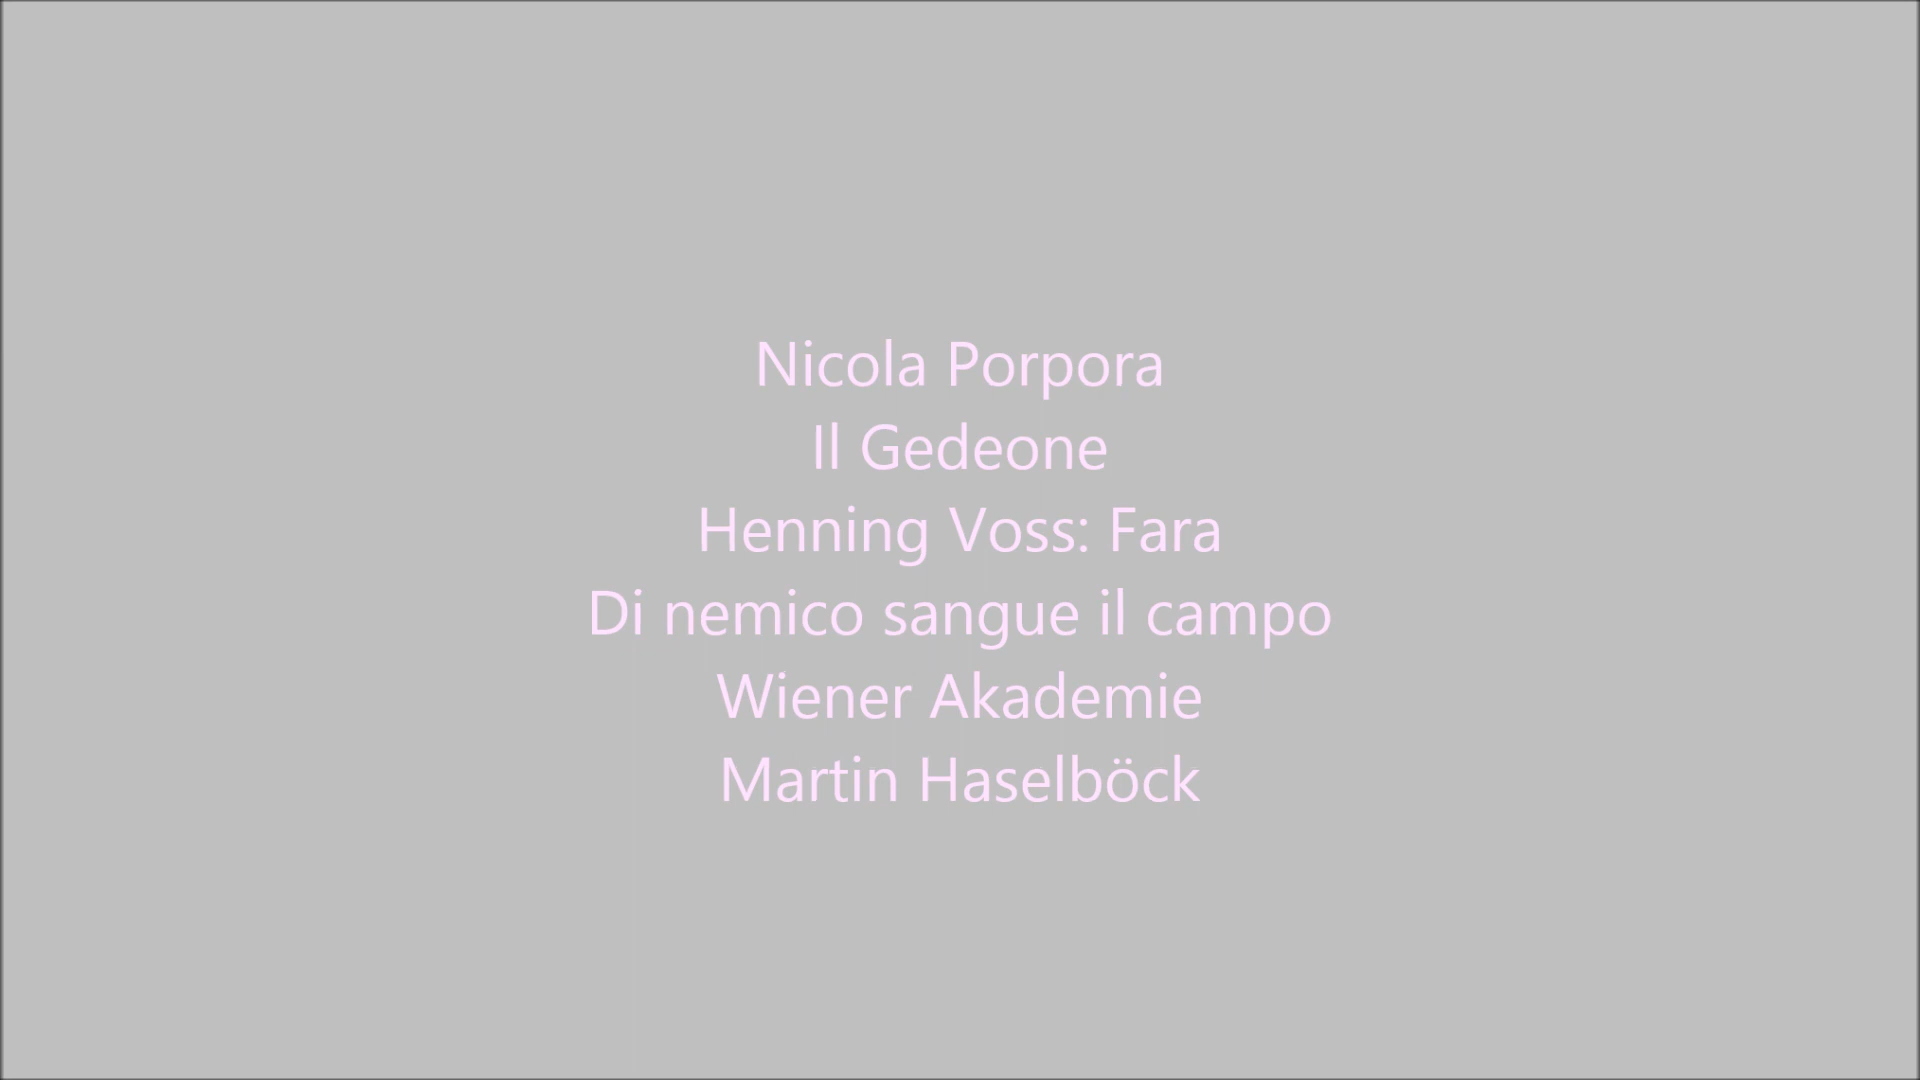 Nicola Porpora
Il Gedeone
Henning Voss: Fara
Di nemico sangue il campo
Wiener Akademie
Martin Haselböck